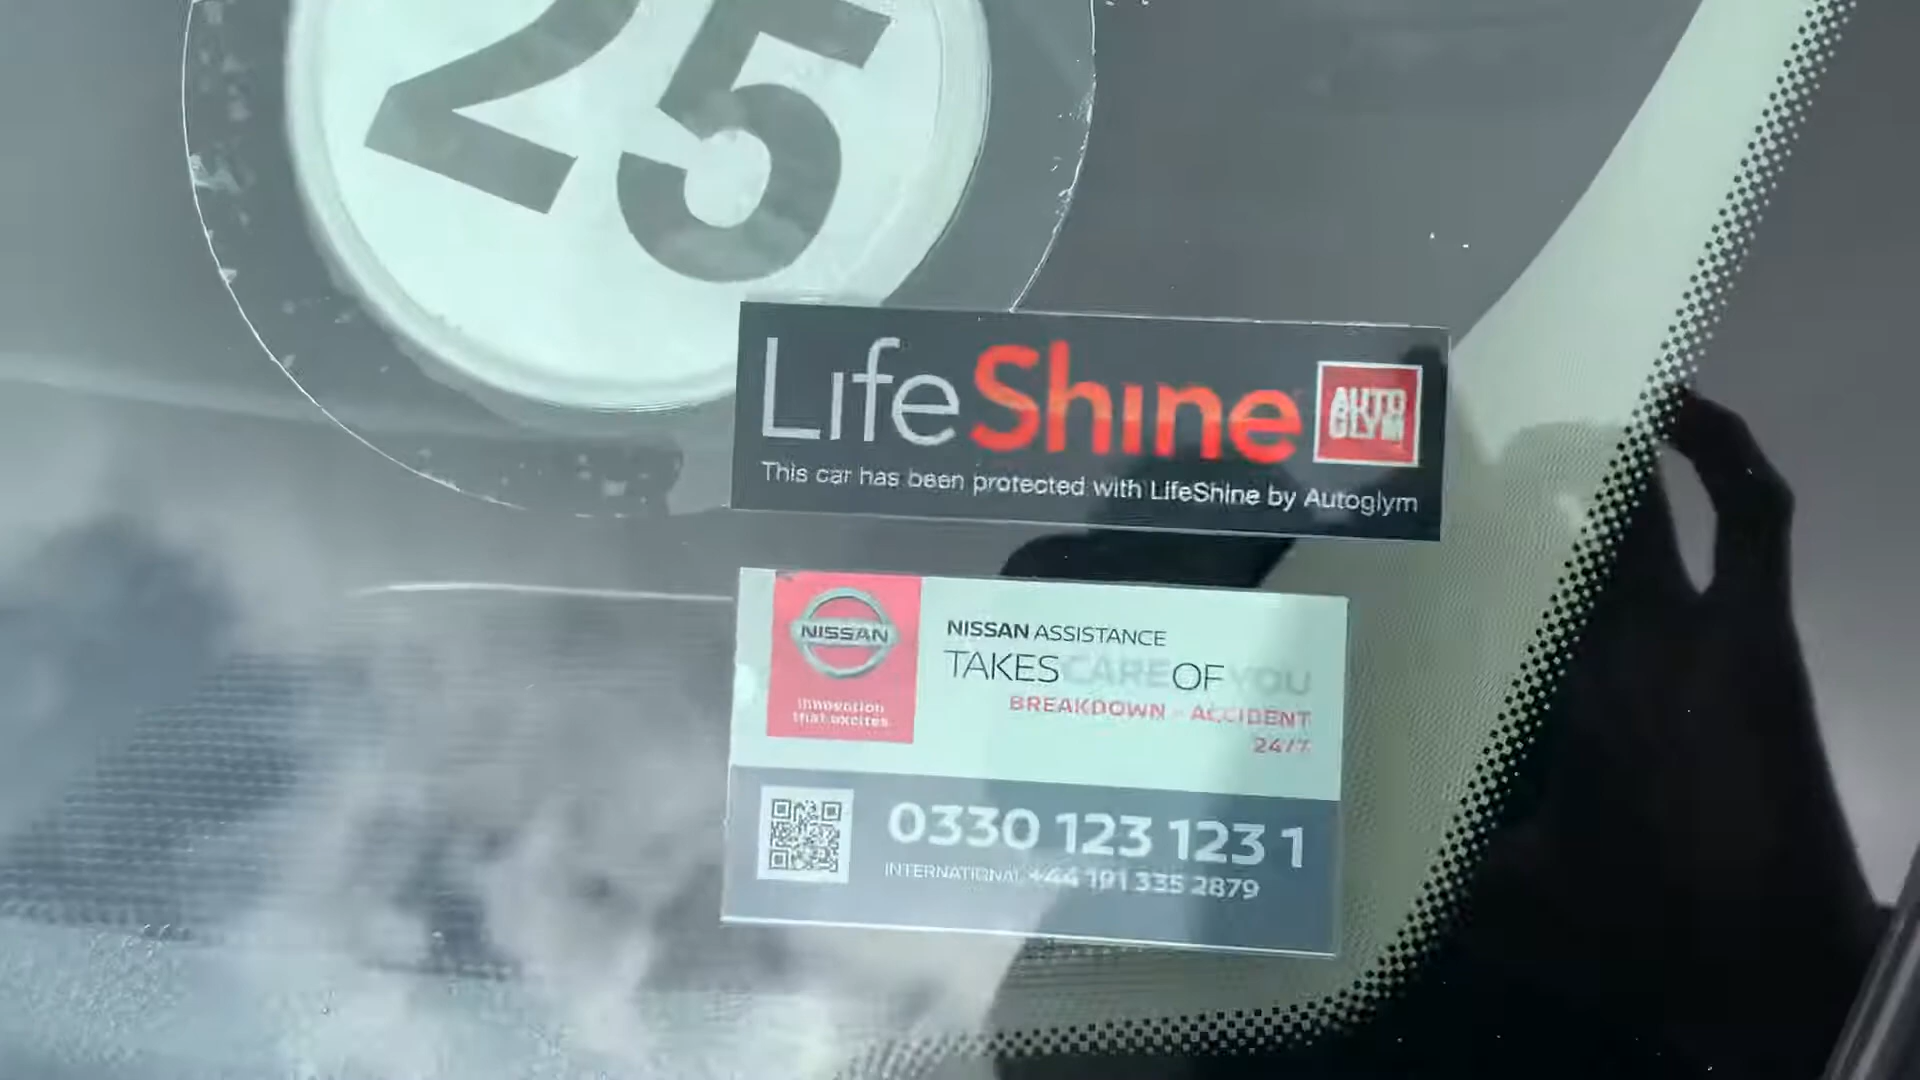 25
LifeShine
AUTO
GLYM
This car has been protected with LifeShine by Autoglym
NISSAN
Innovation
that excites
NISSAN ASSISTANCE
TAKES CARE OF YOU
BREAKDOWN - ACCIDENT
24/7
0330 123 123 1
INTERNATIONAL +44 191 335 2879